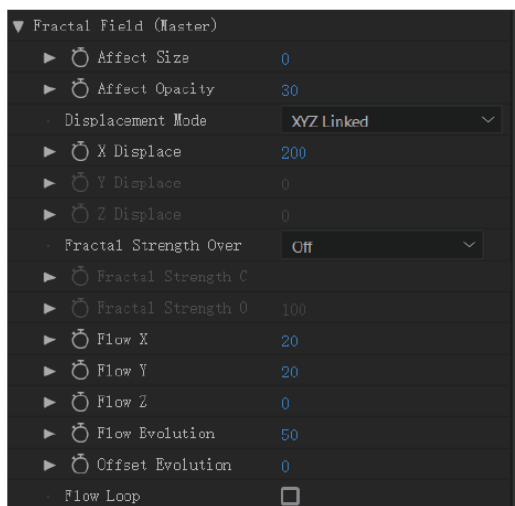 Fractal Field (Master)
Affect Size 0
Affect Opacity 30
Displacement Mode XYZ Linked
X Displace 200
Y Displace 0
Z Displace 0
Fractal Strength Over Off
Fractal Strength C
Fractal Strength O 100
Flow X 20
Flow Y 20
Flow Z 0
Flow Evolution 50
Offset Evolution 0
Flow Loop